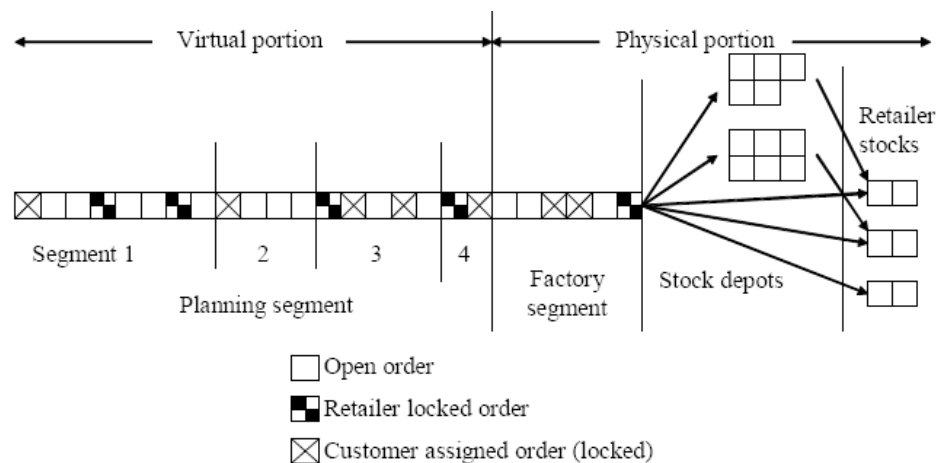 Virtual portion
Physical portion
Retailer
stocks
Segment 1
2
3
4
Planning segment
Factory
segment
Stock depots
Open order
Retailer locked order
Customer assigned order (locked)